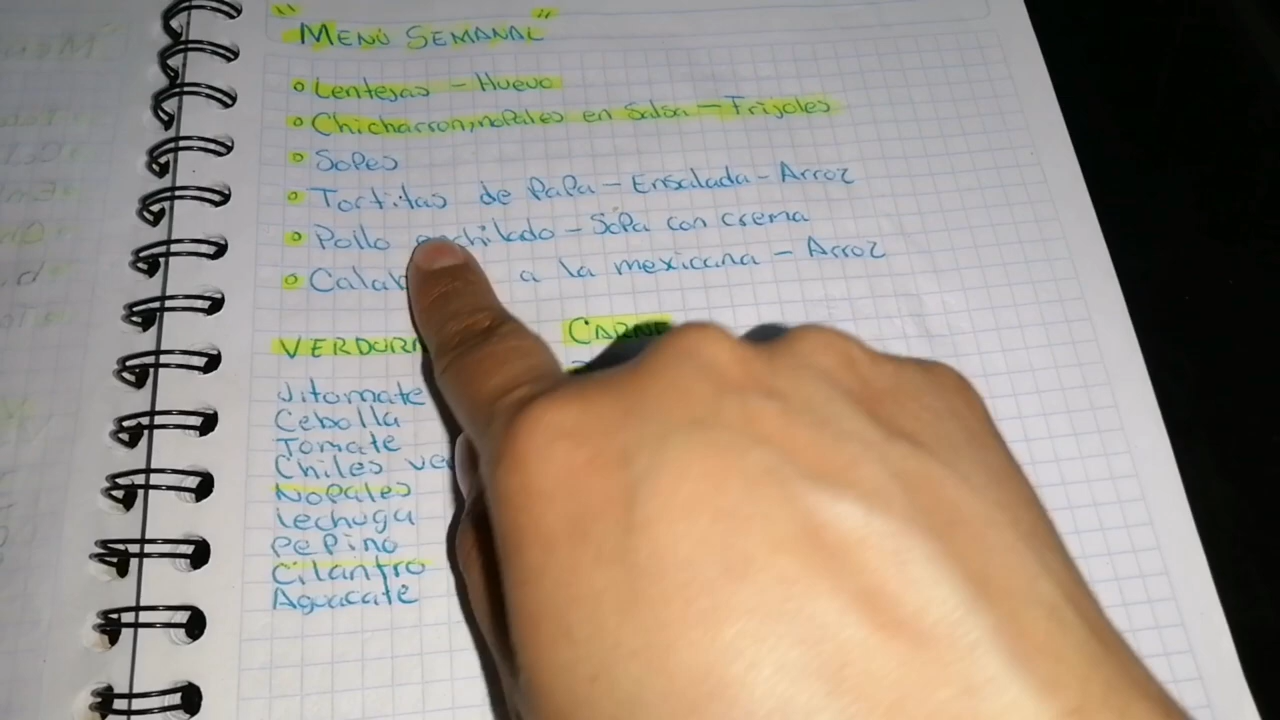 "MENÚ SEMANAL"
Lentejas - Huevo
Chicharron, nopales en salsa - Frijoles
Sopes
Tortitas de papa - Ensalada - Arroz
Pollo enchilado - Sopa con crema
a la mexicana - Arroz
CARNE
Jitomate
Cebolla
Tomate
Chiles
Nopales
lechuga
Pepino
Cilantro
Aguacate